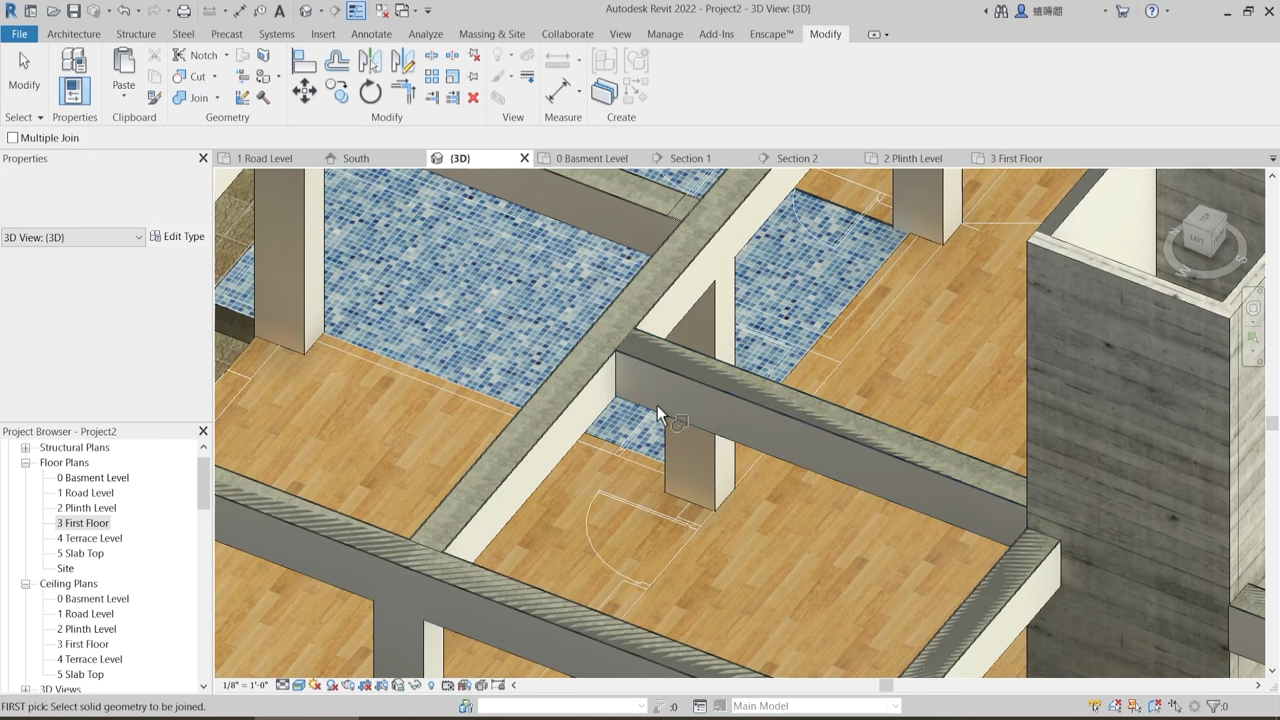 Autodesk Revit 2022 - Project2 - 3D View: {3D}
File Architecture Structure Steel Precast Systems Insert Annotate Analyze Massing & Site Collaborate View Manage Add-Ins Enscape™ Modify
Notch
Cut
Join
Modify Paste
Select Properties Clipboard Geometry Modify View Measure Create
Multiple Join
Properties
1 Road Level South {3D} 0 Basment Level Section 1 Section 2 2 Plinth Level 3 First Floor
3D View: {3D} Edit Type
Project Browser - Project2
Structural Plans
Floor Plans
0 Basment Level
1 Road Level
2 Plinth Level
3 First Floor
4 Terrace Level
5 Slab Top
Site
Ceiling Plans
0 Basment Level
1 Road Level
2 Plinth Level
3 First Floor
4 Terrace Level
5 Slab Top
3D Views
1/8" = 1'-0"
FIRST pick: Select solid geometry to be joined. :0 Main Model :0